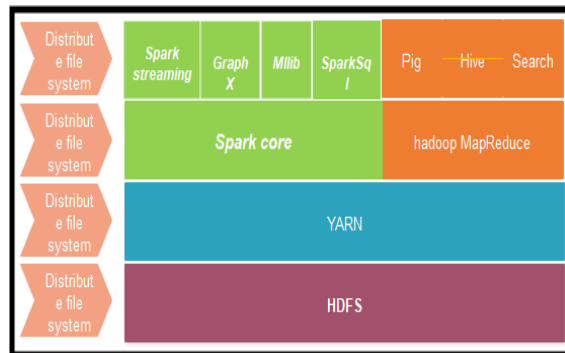 Distribut
e file
system
Spark
streaming
Graph
X
Mllib
SparkSq
l
Pig
Hive
Search
Distribut
e file
system
Spark core
hadoop MapReduce
Distribut
e file
system
YARN
Distribut
e file
system
HDFS